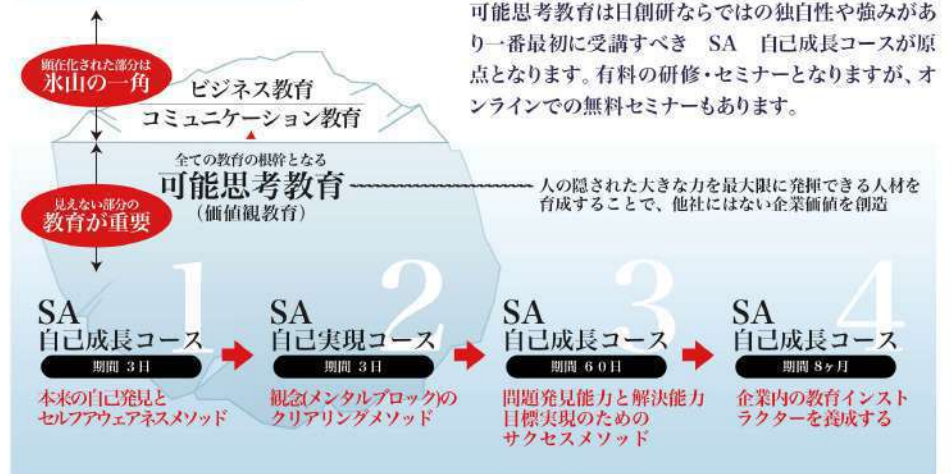 可能思考教育は日創研ならではの独自性や強みがあ
り一番最初に受講すべき　SA　自己成長コースが原
点となります。有料の研修・セミナーとなりますが、オ
ンラインでの無料セミナーもあります。
顕在化された部分は
氷山の一角
ビジネス教育
コミュニケーション教育
全ての教育の根幹となる
可能思考教育
(価値観教育)
見えない部分の
教育が重要
人の隠された大きな力を最大限に発揮できる人材を
育成することで、他社にはない企業価値を創造
1
SA
自己成長コース
期間 3日
本来の自己発見と
セルフアウェアネスメソッド
2
SA
自己実現コース
期間 3日
観念(メンタルブロック)の
クリアリングメソッド
3
SA
自己成長コース
期間 60日
問題発見能力と解決能力
目標実現のための
サクセスメソッド
4
SA
自己成長コース
期間 8ヶ月
企業内の教育インスト
ラクターを養成する